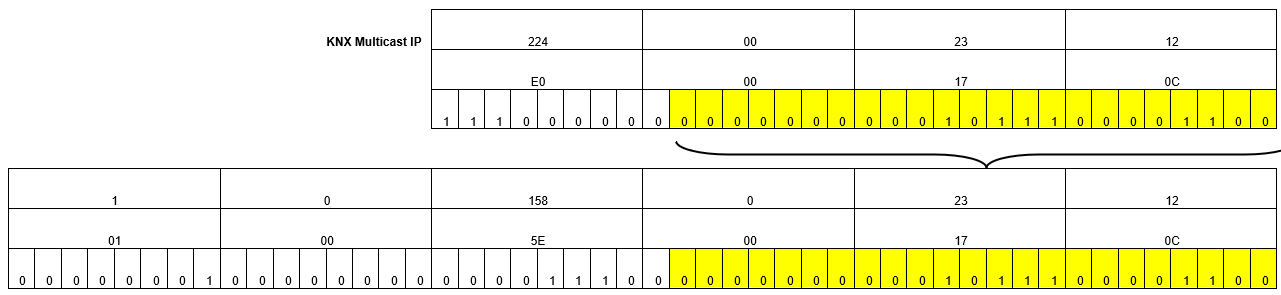 KNX Multicast IP 224 00 23 12
E0 00 17 0C
1 1 1 0 0 0 0 0 0 0 0 0 0 0 0 0 0 0 0 1 0 1 1 1 0 0 0 0 1 1 0 0
1 0 158 0 23 12
01 00 5E 00 17 0C
0 0 0 0 0 0 0 1 0 0 0 0 0 0 0 0 0 0 0 0 1 1 1 0 0 0 0 0 0 0 0 0 0 0 0 1 0 1 1 1 0 0 0 0 1 1 0 0